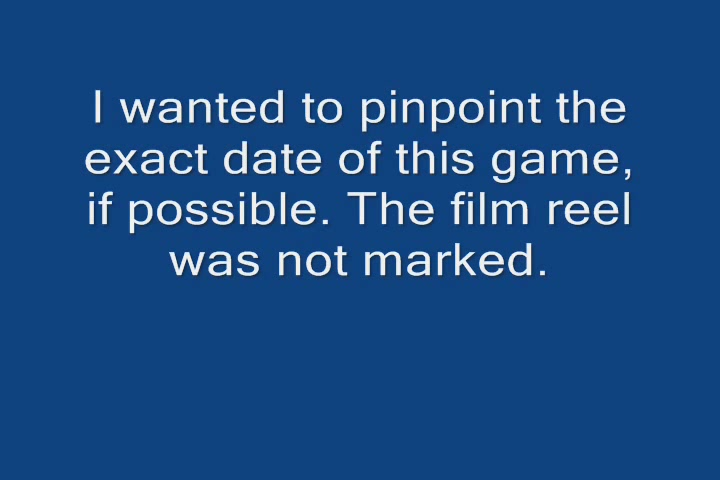 I wanted to pinpoint the
exact date of this game,
if possible. The film reel
was not marked.